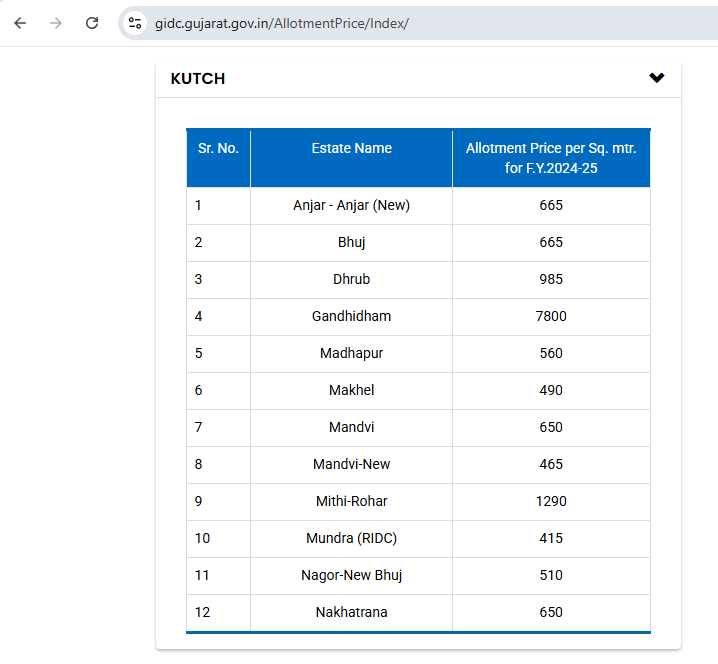 gidc.gujarat.gov.in/AllotmentPrice/Index/
KUTCH
Sr. No. Estate Name Allotment Price per Sq. mtr.
for F.Y.2024-25
1 Anjar - Anjar (New) 665
2 Bhuj 665
3 Dhrub 985
4 Gandhidham 7800
5 Madhapur 560
6 Makhel 490
7 Mandvi 650
8 Mandvi-New 465
9 Mithi-Rohar 1290
10 Mundra (RIDC) 415
11 Nagor-New Bhuj 510
12 Nakhatrana 650